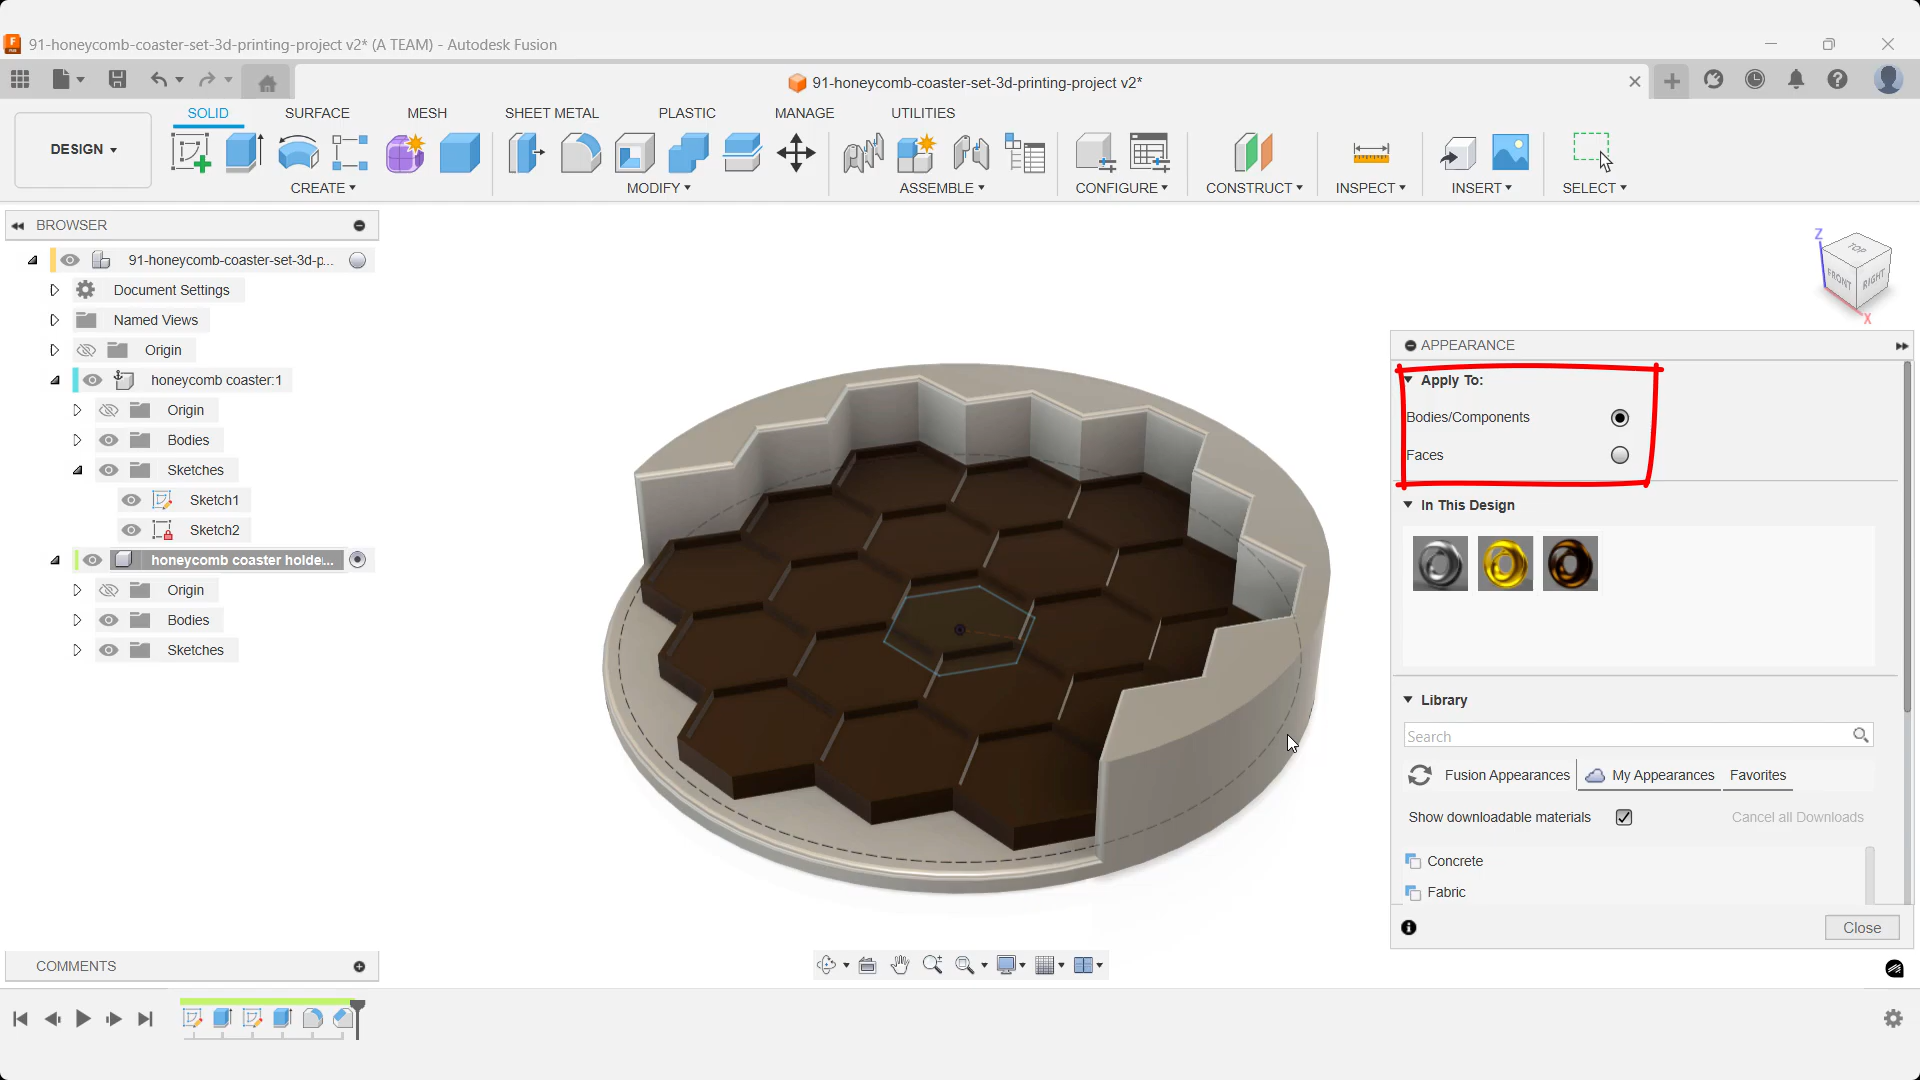 91-honeycomb-coaster-set-3d-printing-project v2* (A TEAM) - Autodesk Fusion
91-honeycomb-coaster-set-3d-printing-project v2*
SOLID
SURFACE
MESH
SHEET METAL
PLASTIC
MANAGE
UTILITIES
DESIGN
CREATE
MODIFY
ASSEMBLE
CONFIGURE
CONSTRUCT
INSPECT
INSERT
SELECT
BROWSER
91-honeycomb-coaster-set-3d-p...
Document Settings
Named Views
Origin
honeycomb coaster:1
Origin
Bodies
Sketches
Sketch1
Sketch2
honeycomb coaster holde...
Origin
Bodies
Sketches
Z
TOP
FRONT
RIGHT
X
APPEARANCE
Apply To:
Bodies/Components
Faces
In This Design
Library
Search
Fusion Appearances
My Appearances
Favorites
Show downloadable materials
Cancel all Downloads
Concrete
Fabric
Close
COMMENTS